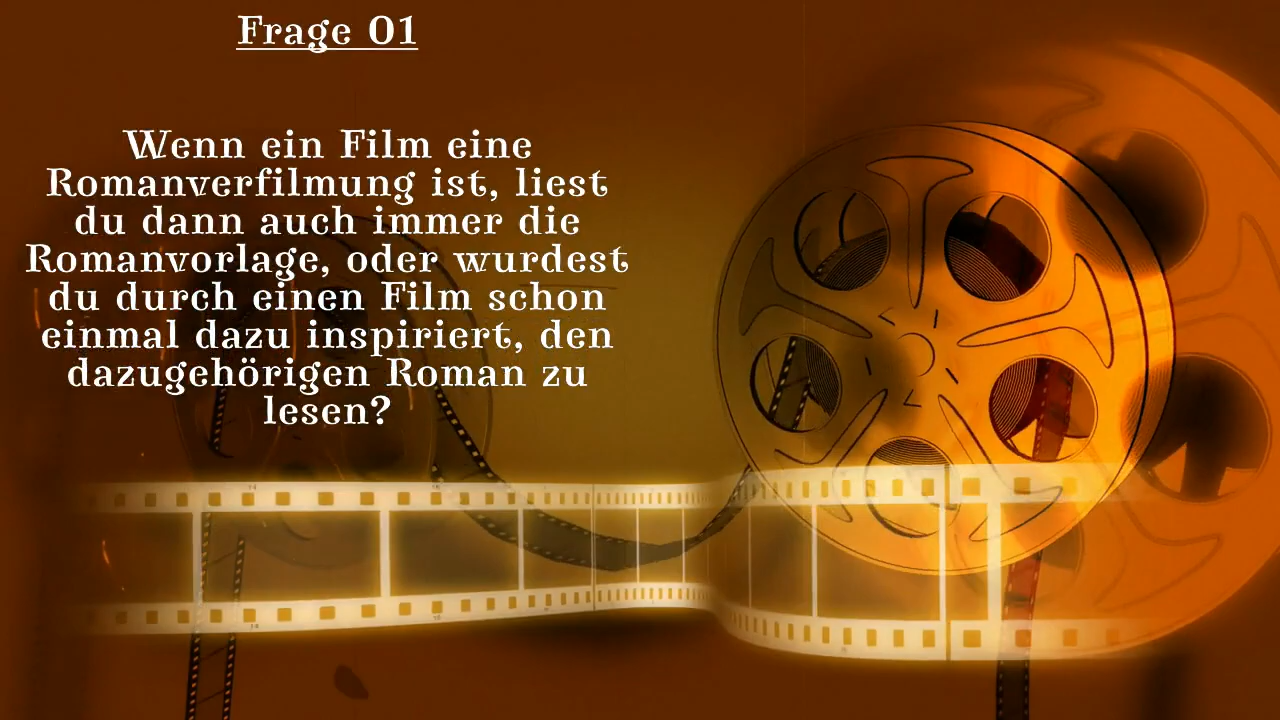 Frage 01
Wenn ein Film eine
Romanverfilmung ist, liest
du dann auch immer die
Romanvorlage, oder wurdest
du durch einen Film schon
einmal dazu inspiriert, den
dazugehörigen Roman zu
lesen?